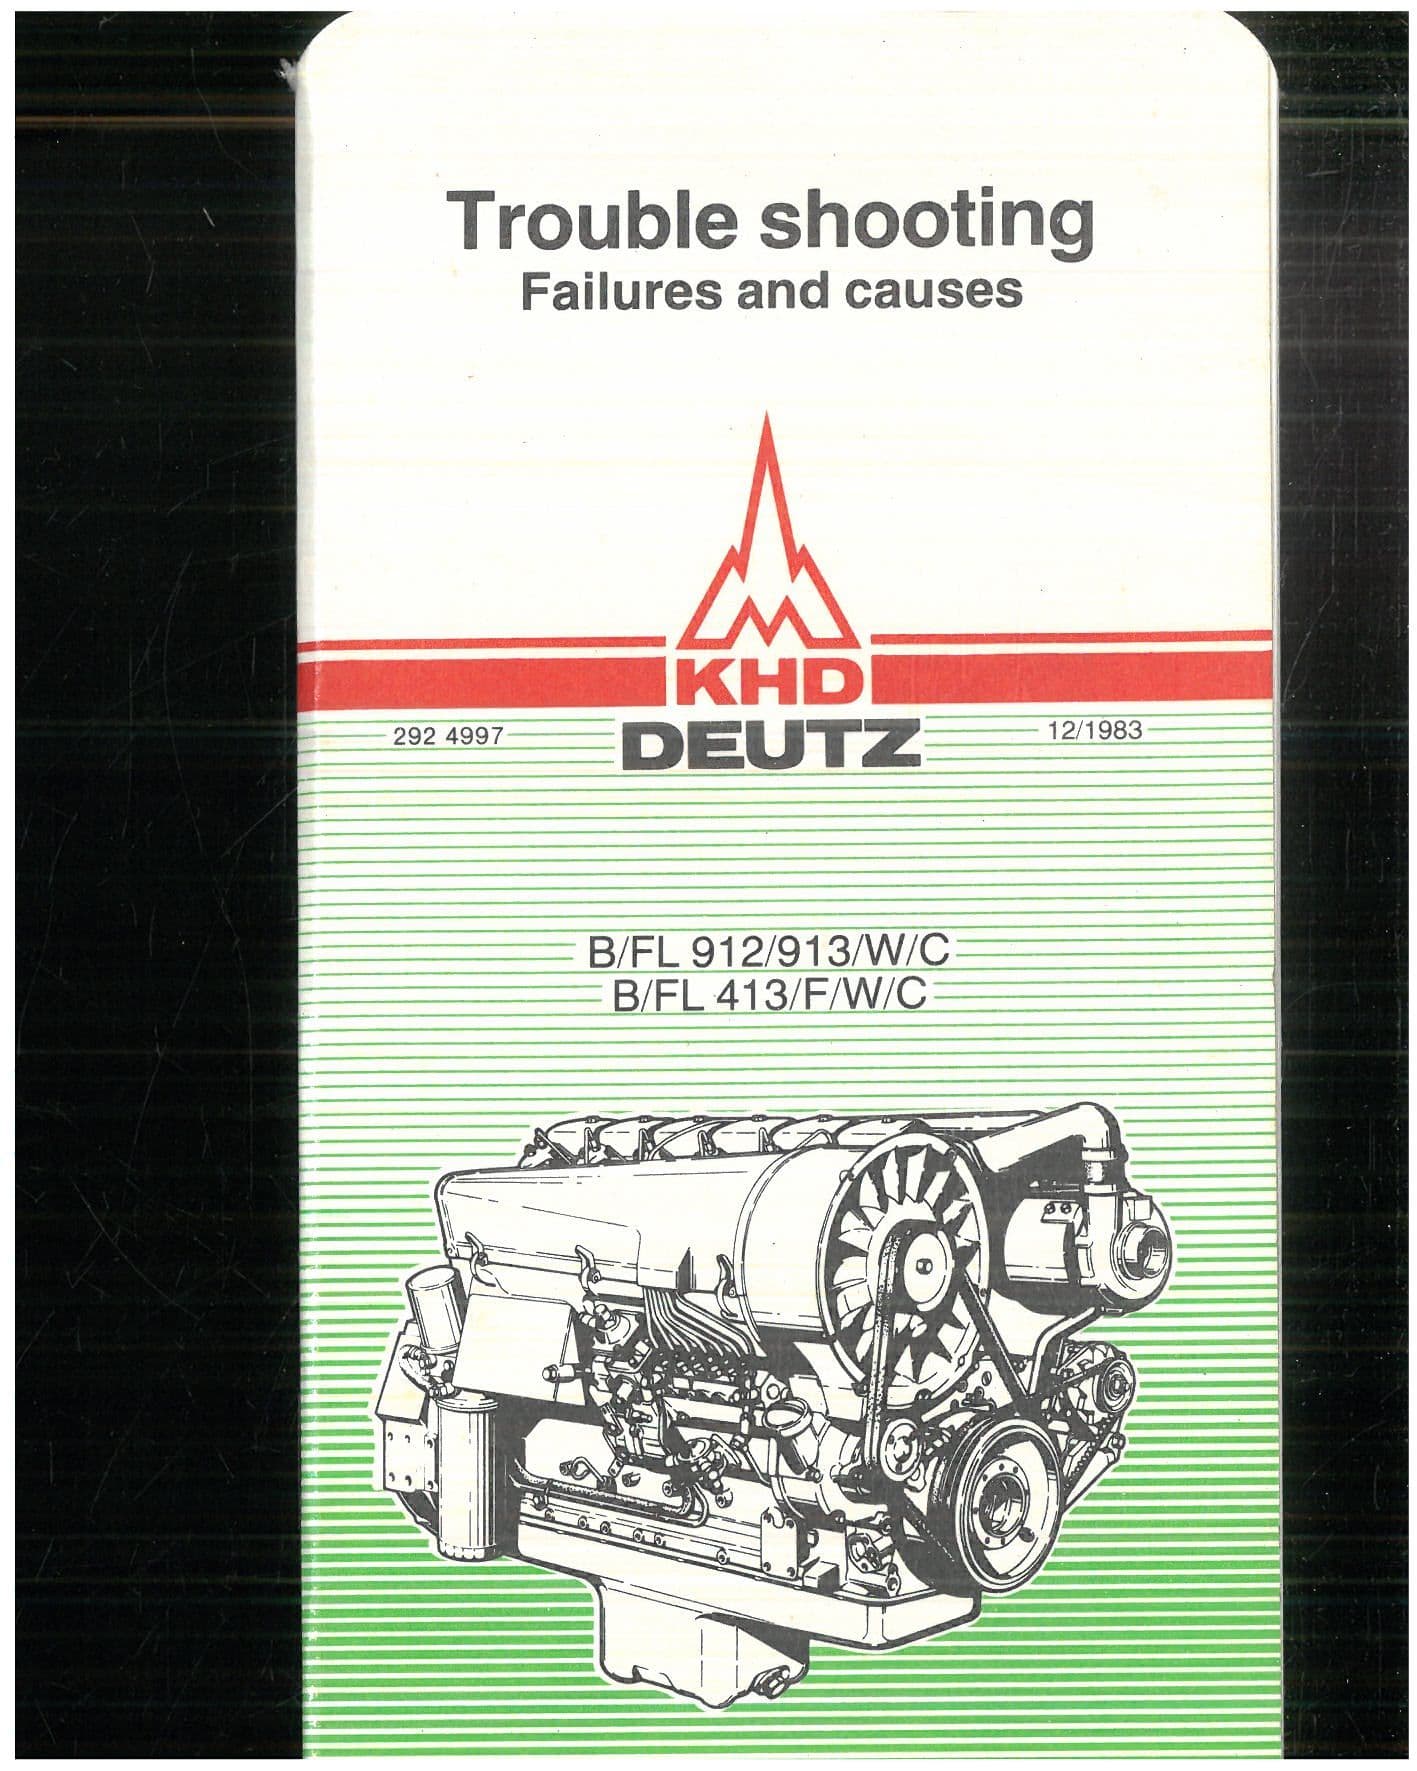 Trouble shooting
Failures and causes
KHD
DEUTZ
292 4997
12/1983
B/FL 912/913/W/C
B/FL 413/F/W/C